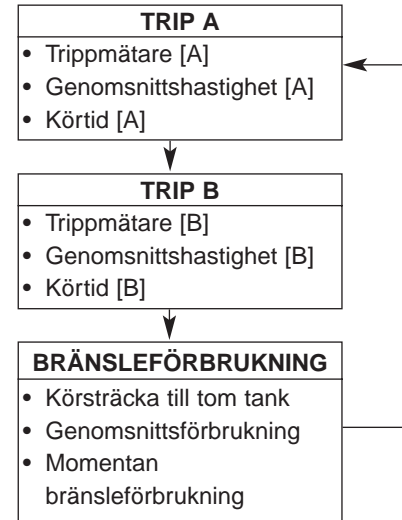 TRIP A
• Trippmätare [A]
• Genomsnittshastighet [A]
• Körtid [A]
TRIP B
• Trippmätare [B]
• Genomsnittshastighet [B]
• Körtid [B]
BRÄNSLEFÖRBRUKNING
• Körsträcka till tom tank
• Genomsnittsförbrukning
• Momentan
bränsleförbrukning